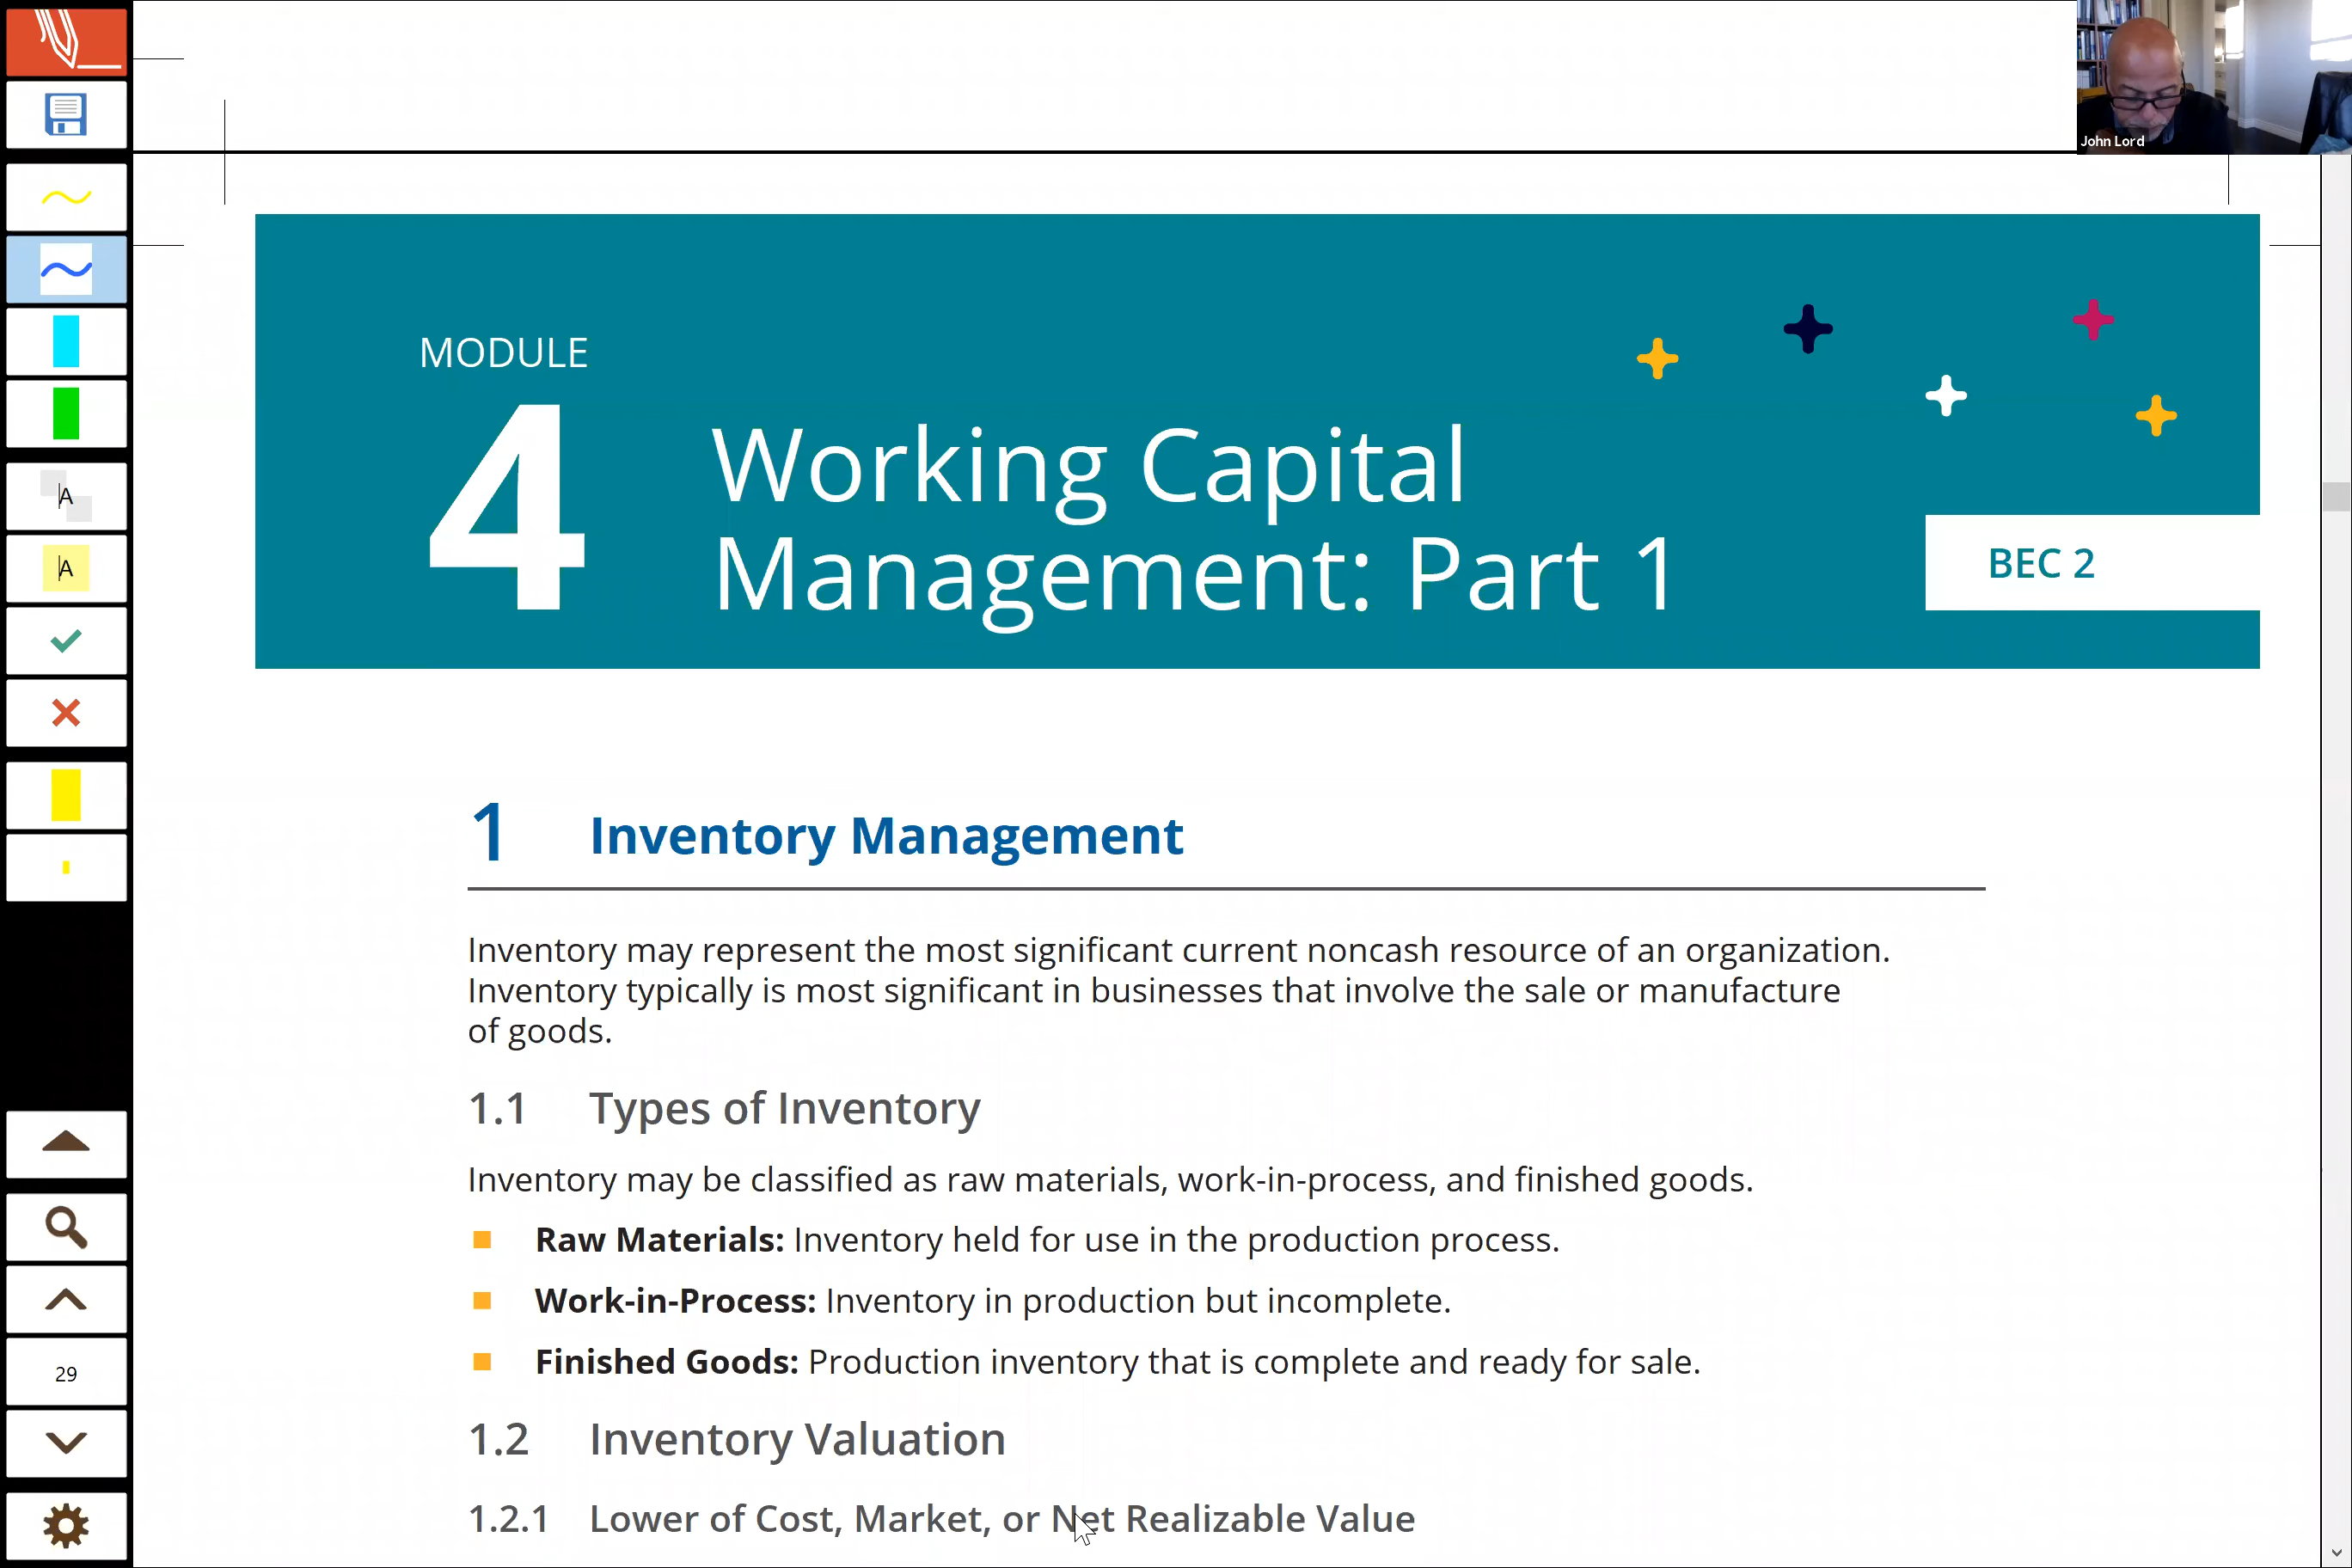 John Lord
MODULE
4
Working Capital
Management: Part 1
BEC 2
1 Inventory Management
Inventory may represent the most significant current noncash resource of an organization.
Inventory typically is most significant in businesses that involve the sale or manufacture
of goods.
1.1 Types of Inventory
Inventory may be classified as raw materials, work-in-process, and finished goods.
Raw Materials: Inventory held for use in the production process.
Work-in-Process: Inventory in production but incomplete.
Finished Goods: Production inventory that is complete and ready for sale.
1.2 Inventory Valuation
1.2.1 Lower of Cost, Market, or Net Realizable Value
A
A
29